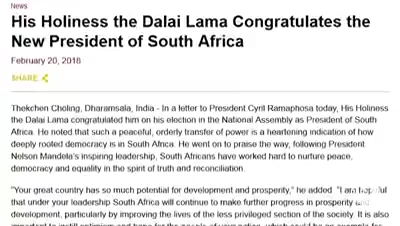 News
His Holiness the Dalai Lama Congratulates the
New President of South Africa
February 20, 2018
SHARE
Thekchen Choling, Dharamsala, India - In a letter to President Cyril Ramaphosa today, His Holiness
the Dalai Lama congratulated him on his election in the National Assembly as President of South
Africa. He noted that such a peaceful, orderly transfer of power is a heartening indication of how
deeply rooted democracy is in South Africa. He went on to praise the way, following President
Nelson Mandela's inspiring leadership, South Africans have worked hard to nurture peace,
democracy and equality in the spirit of truth and reconciliation.
"Your great country has so much potential for development and prosperity," he added "I am hopeful
that under your leadership South Africa will continue to make further progress in prosperity and
development, particularly by improving the lives of the less privileged section of the society. It is also